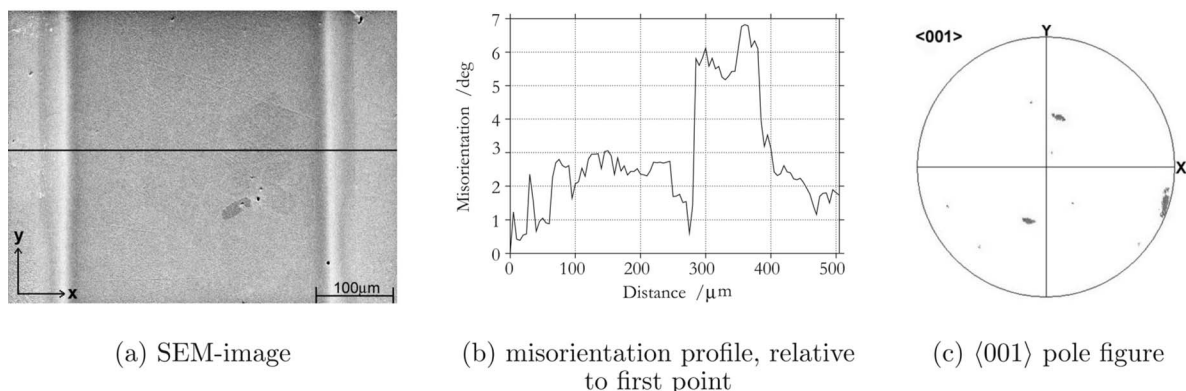 y
x
100μm
7
6
5
4
3
2
1
0
Misorientation /deg
0 100 200 300 400 500
Distance /μm
<001>
Y
X
(a) SEM-image
(b) misorientation profile, relative
to first point
(c) ⟨001⟩ pole figure